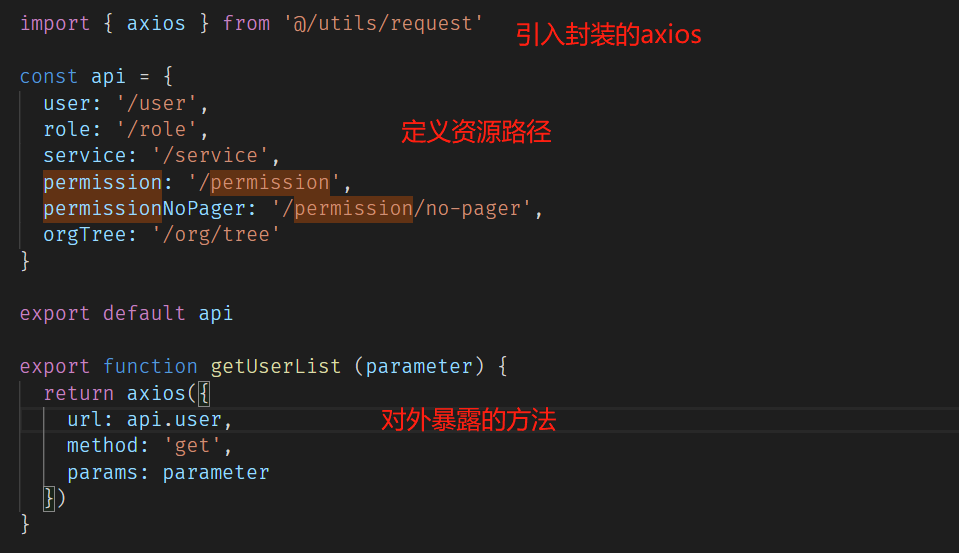 import { axios } from '@/utils/request'
引入封装的axios
const api = {
  user: '/user',
  role: '/role',
定义资源路径
  service: '/service',
  permission: '/permission',
  permissionNoPager: '/permission/no-pager',
  orgTree: '/org/tree'
}
export default api
export function getUserList (parameter) {
  return axios({
    url: api.user,
对外暴露的方法
    method: 'get',
    params: parameter
  })
}